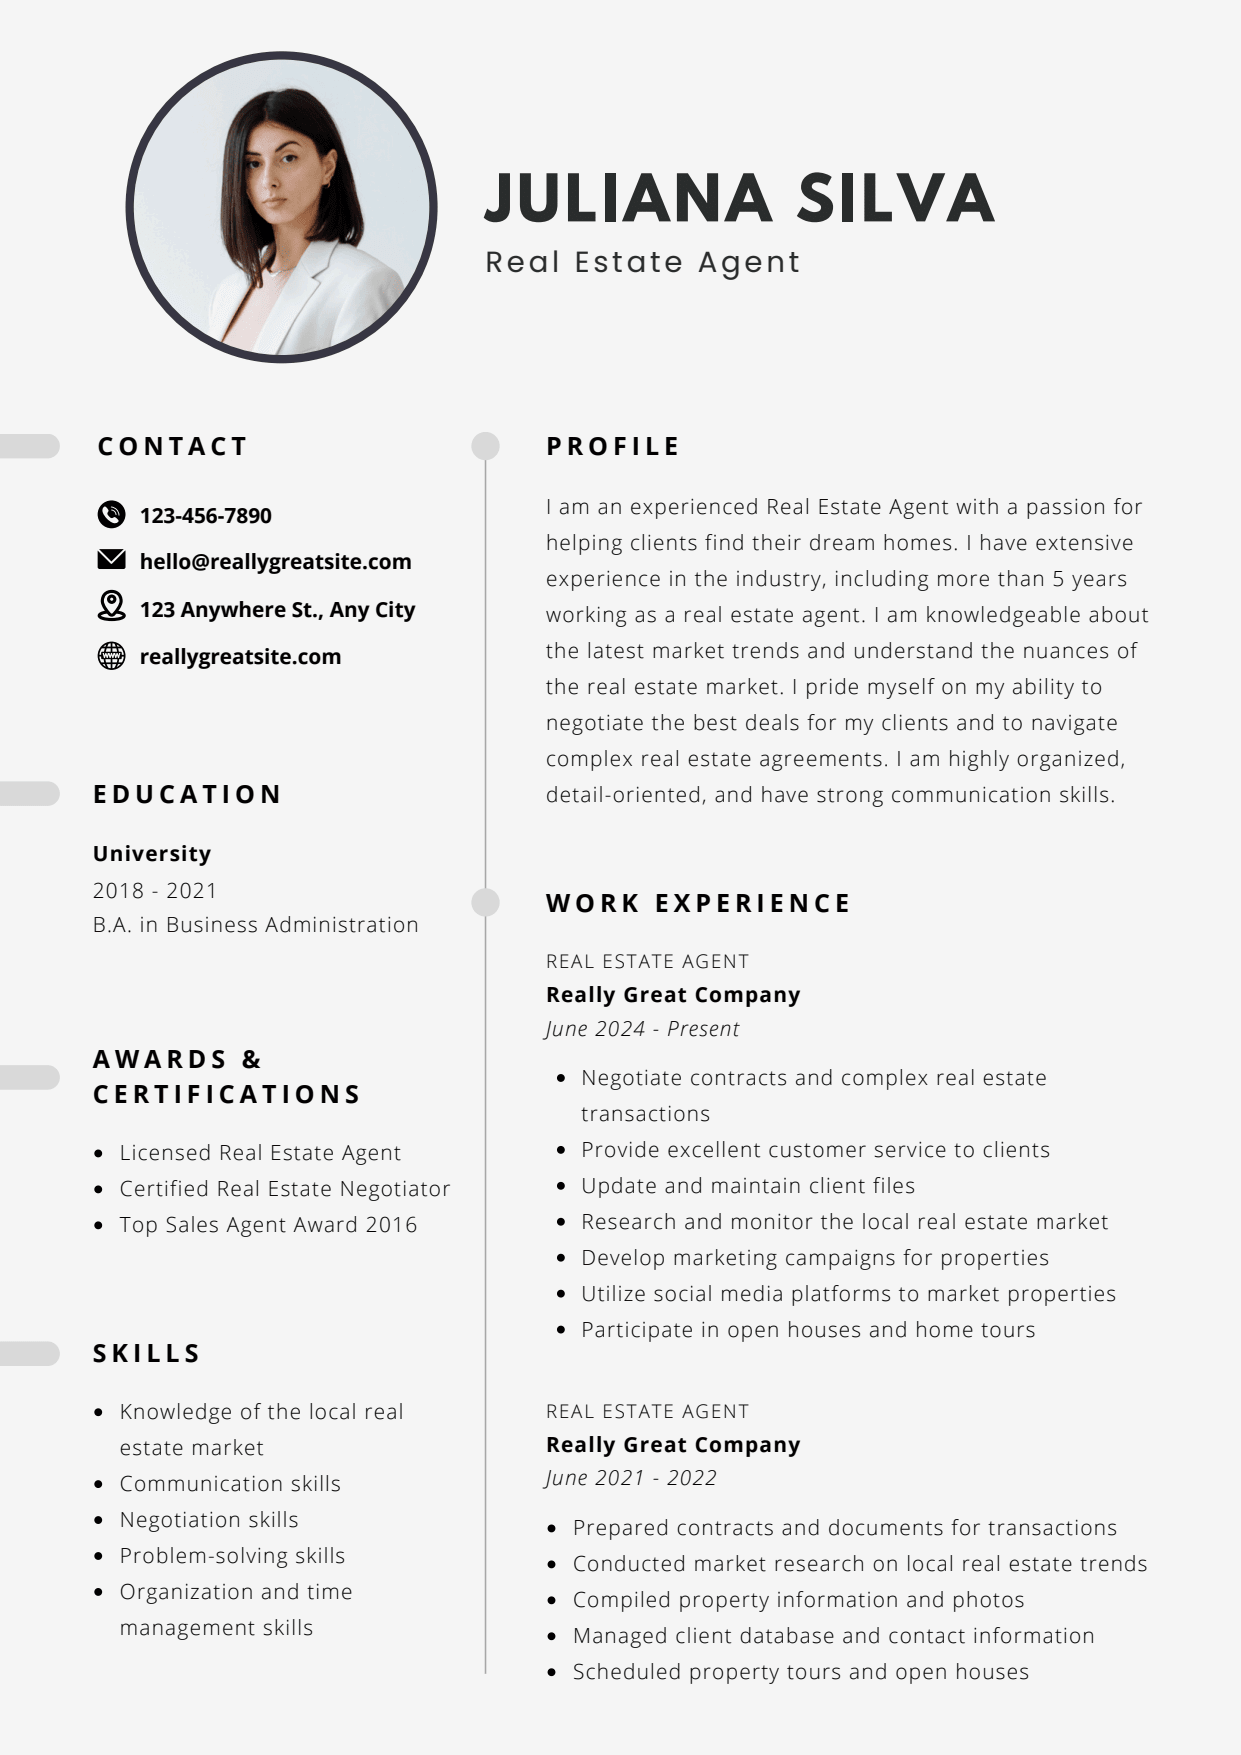 JULIANA SILVA
Real Estate Agent
CONTACT
123-456-7890
hello@reallygreatsite.com
123 Anywhere St., Any City
reallygreatsite.com
EDUCATION
University
2018 - 2021
B.A. in Business Administration
AWARDS &
CERTIFICATIONS
Licensed Real Estate Agent
Certified Real Estate Negotiator
Top Sales Agent Award 2016
SKILLS
Knowledge of the local real
estate market
Communication skills
Negotiation skills
Problem-solving skills
Organization and time
management skills
PROFILE
I am an experienced Real Estate Agent with a passion for
helping clients find their dream homes. I have extensive
experience in the industry, including more than 5 years
working as a real estate agent. I am knowledgeable about
the latest market trends and understand the nuances of
the real estate market. I pride myself on my ability to
negotiate the best deals for my clients and to navigate
complex real estate agreements. I am highly organized,
detail-oriented, and have strong communication skills.
WORK EXPERIENCE
REAL ESTATE AGENT
Really Great Company
June 2024 - Present
Negotiate contracts and complex real estate
transactions
Provide excellent customer service to clients
Update and maintain client files
Research and monitor the local real estate market
Develop marketing campaigns for properties
Utilize social media platforms to market properties
Participate in open houses and home tours
REAL ESTATE AGENT
Really Great Company
June 2021 - 2022
Prepared contracts and documents for transactions
Conducted market research on local real estate trends
Compiled property information and photos
Managed client database and contact information
Scheduled property tours and open houses